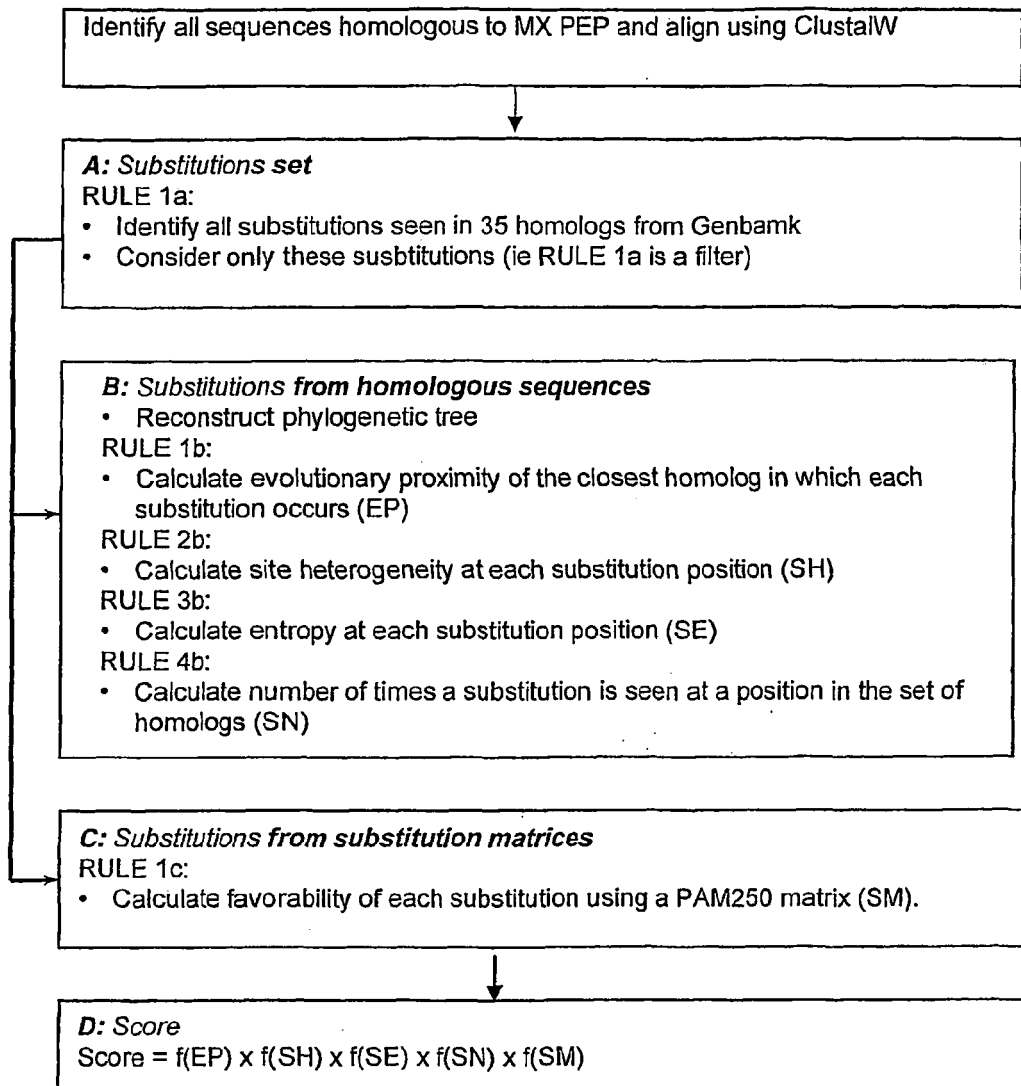 Identify all sequences homologous to MX PEP and align using ClustalW
A: Substitutions set
RULE 1a:
• Identify all substitutions seen in 35 homologs from Genbamk
• Consider only these susbtitutions (ie RULE 1a is a filter)
B: Substitutions from homologous sequences
• Reconstruct phylogenetic tree
RULE 1b:
• Calculate evolutionary proximity of the closest homolog in which each
substitution occurs (EP)
RULE 2b:
• Calculate site heterogeneity at each substitution position (SH)
RULE 3b:
• Calculate entropy at each substitution position (SE)
RULE 4b:
• Calculate number of times a substitution is seen at a position in the set of
homologs (SN)
C: Substitutions from substitution matrices
RULE 1c:
• Calculate favorability of each substitution using a PAM250 matrix (SM).
D: Score
Score = f(EP) x f(SH) x f(SE) x f(SN) x f(SM)